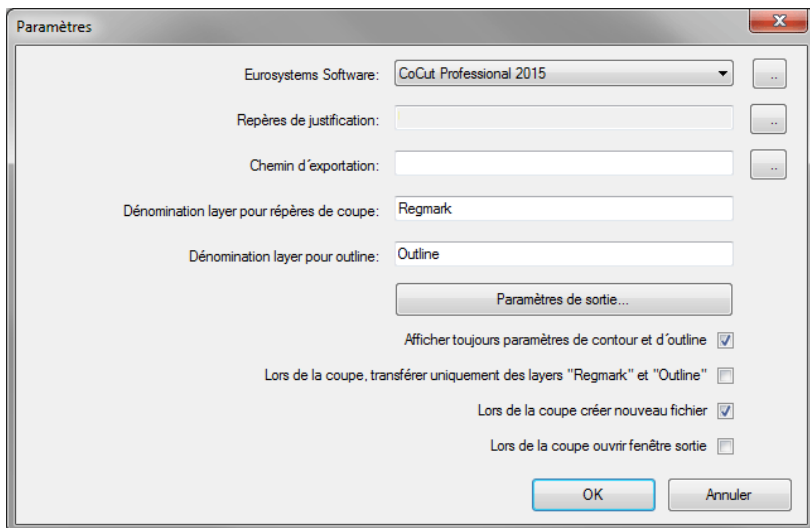 Paramètres
Eurosystems Software: CoCut Professional 2015 ..
Repères de justification: ..
Chemin d´exportation: ..
Dénomination layer pour répères de coupe: Regmark
Dénomination layer pour outline: Outline
Paramètres de sortie...
Afficher toujours paramètres de contour et d´outline
Lors de la coupe, transférer uniquement des layers "Regmark" et "Outline"
Lors de la coupe créer nouveau fichier
Lors de la coupe ouvrir fenêtre sortie
OK Annuler